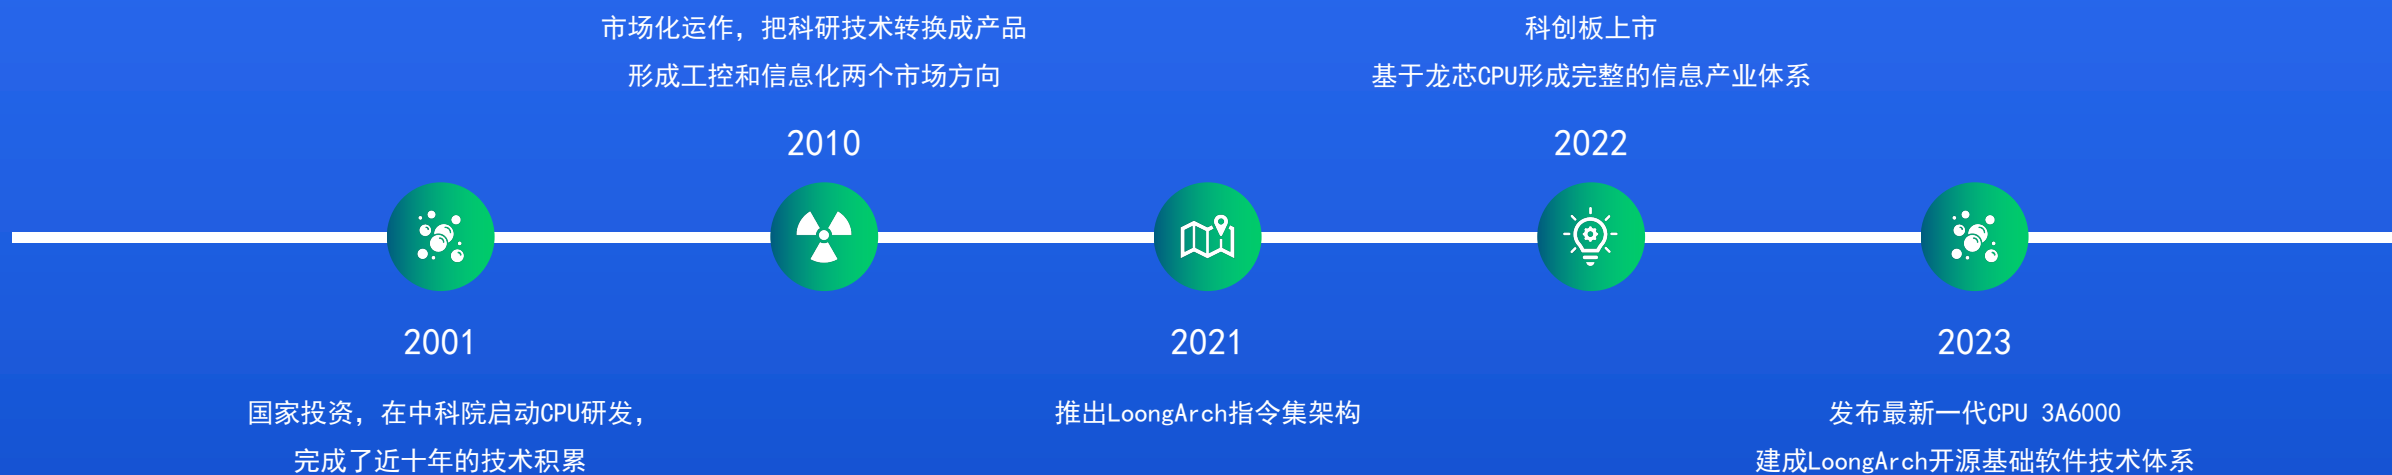 市场化运作，把科研技术转换成产品
形成工控和信息化两个市场方向
2010
科创板上市
基于龙芯CPU形成完整的信息产业体系
2022
2001
国家投资，在中科院启动CPU研发，
完成了近十年的技术积累
2021
推出LoongArch指令集架构
2023
发布最新一代CPU 3A6000
建成LoongArch开源基础软件技术体系